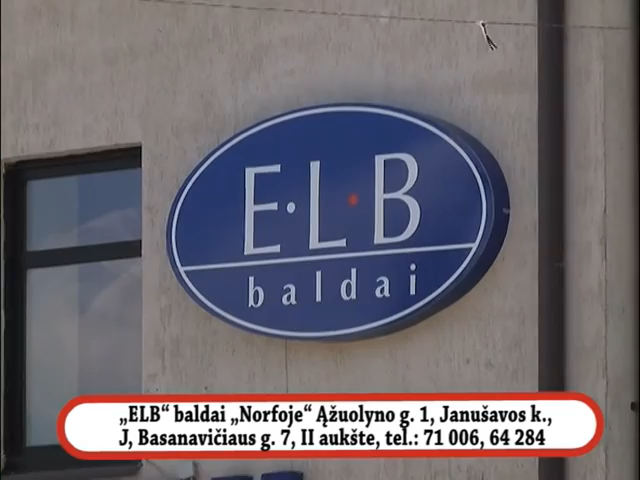 E·L·B
baldai
„ELB“ baldai „Norfoje“ Ąžuolyno g. 1, Janušavos k.,
J, Basanavičiaus g. 7, II aukšte, tel.: 71 006, 64 284